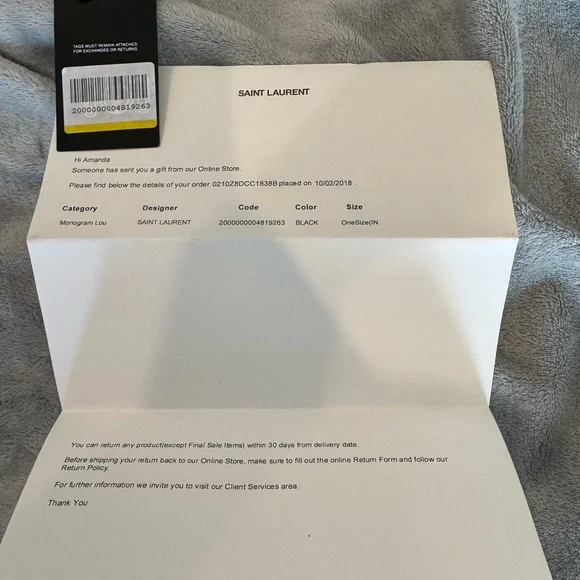 TAGS MUST REMAIN ATTACHED
FOR EXCHANGES OR RETURNS
2000000004819263
SAINT LAURENT
Hi Amanda
Someone has sent you a gift from our Online Store.
Please find below the details of your order 0210Z8DCC1838B placed on 10/02/2018 .
Category Designer Code Color Size
Monogram Lou SAINT LAURENT 2000000004819263 BLACK OneSize(IN
You can return any product(except Final Sale Items) within 30 days from delivery date.
Before shipping your return back to our Online Store, make sure to fill out the online Return Form and follow our
Return Policy.
For further information we invite you to visit our Client Services area.
Thank You